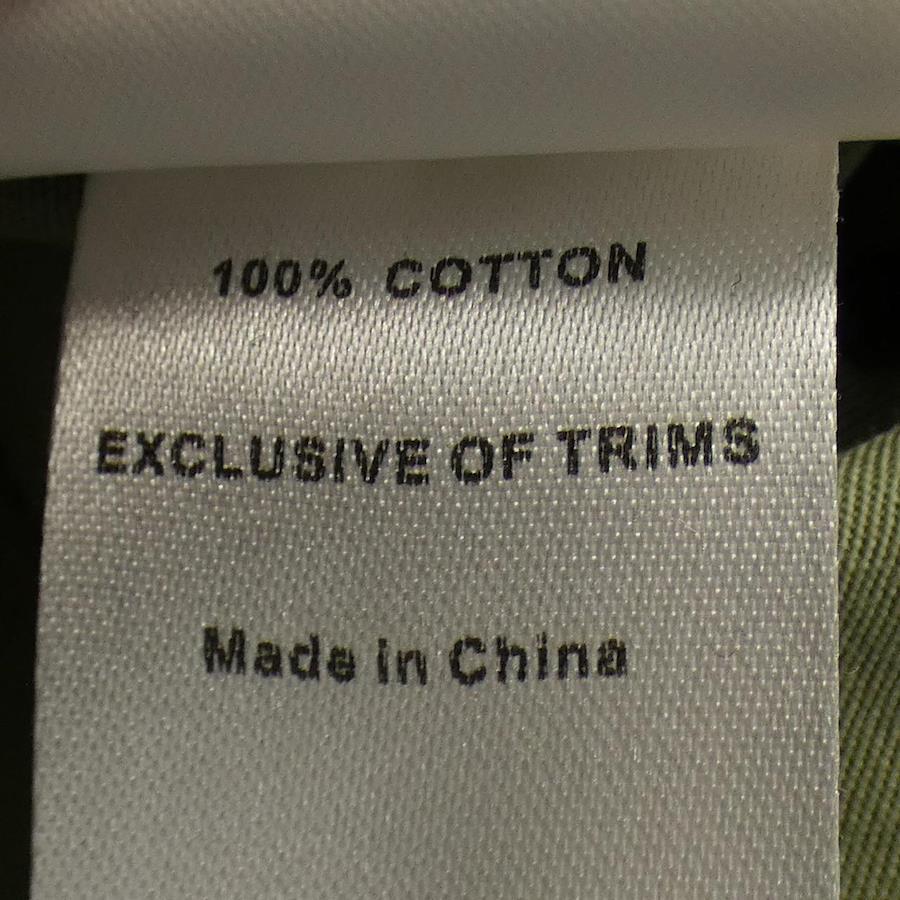 100% COTTON
EXCLUSIVE OF TRIMS
Made in China